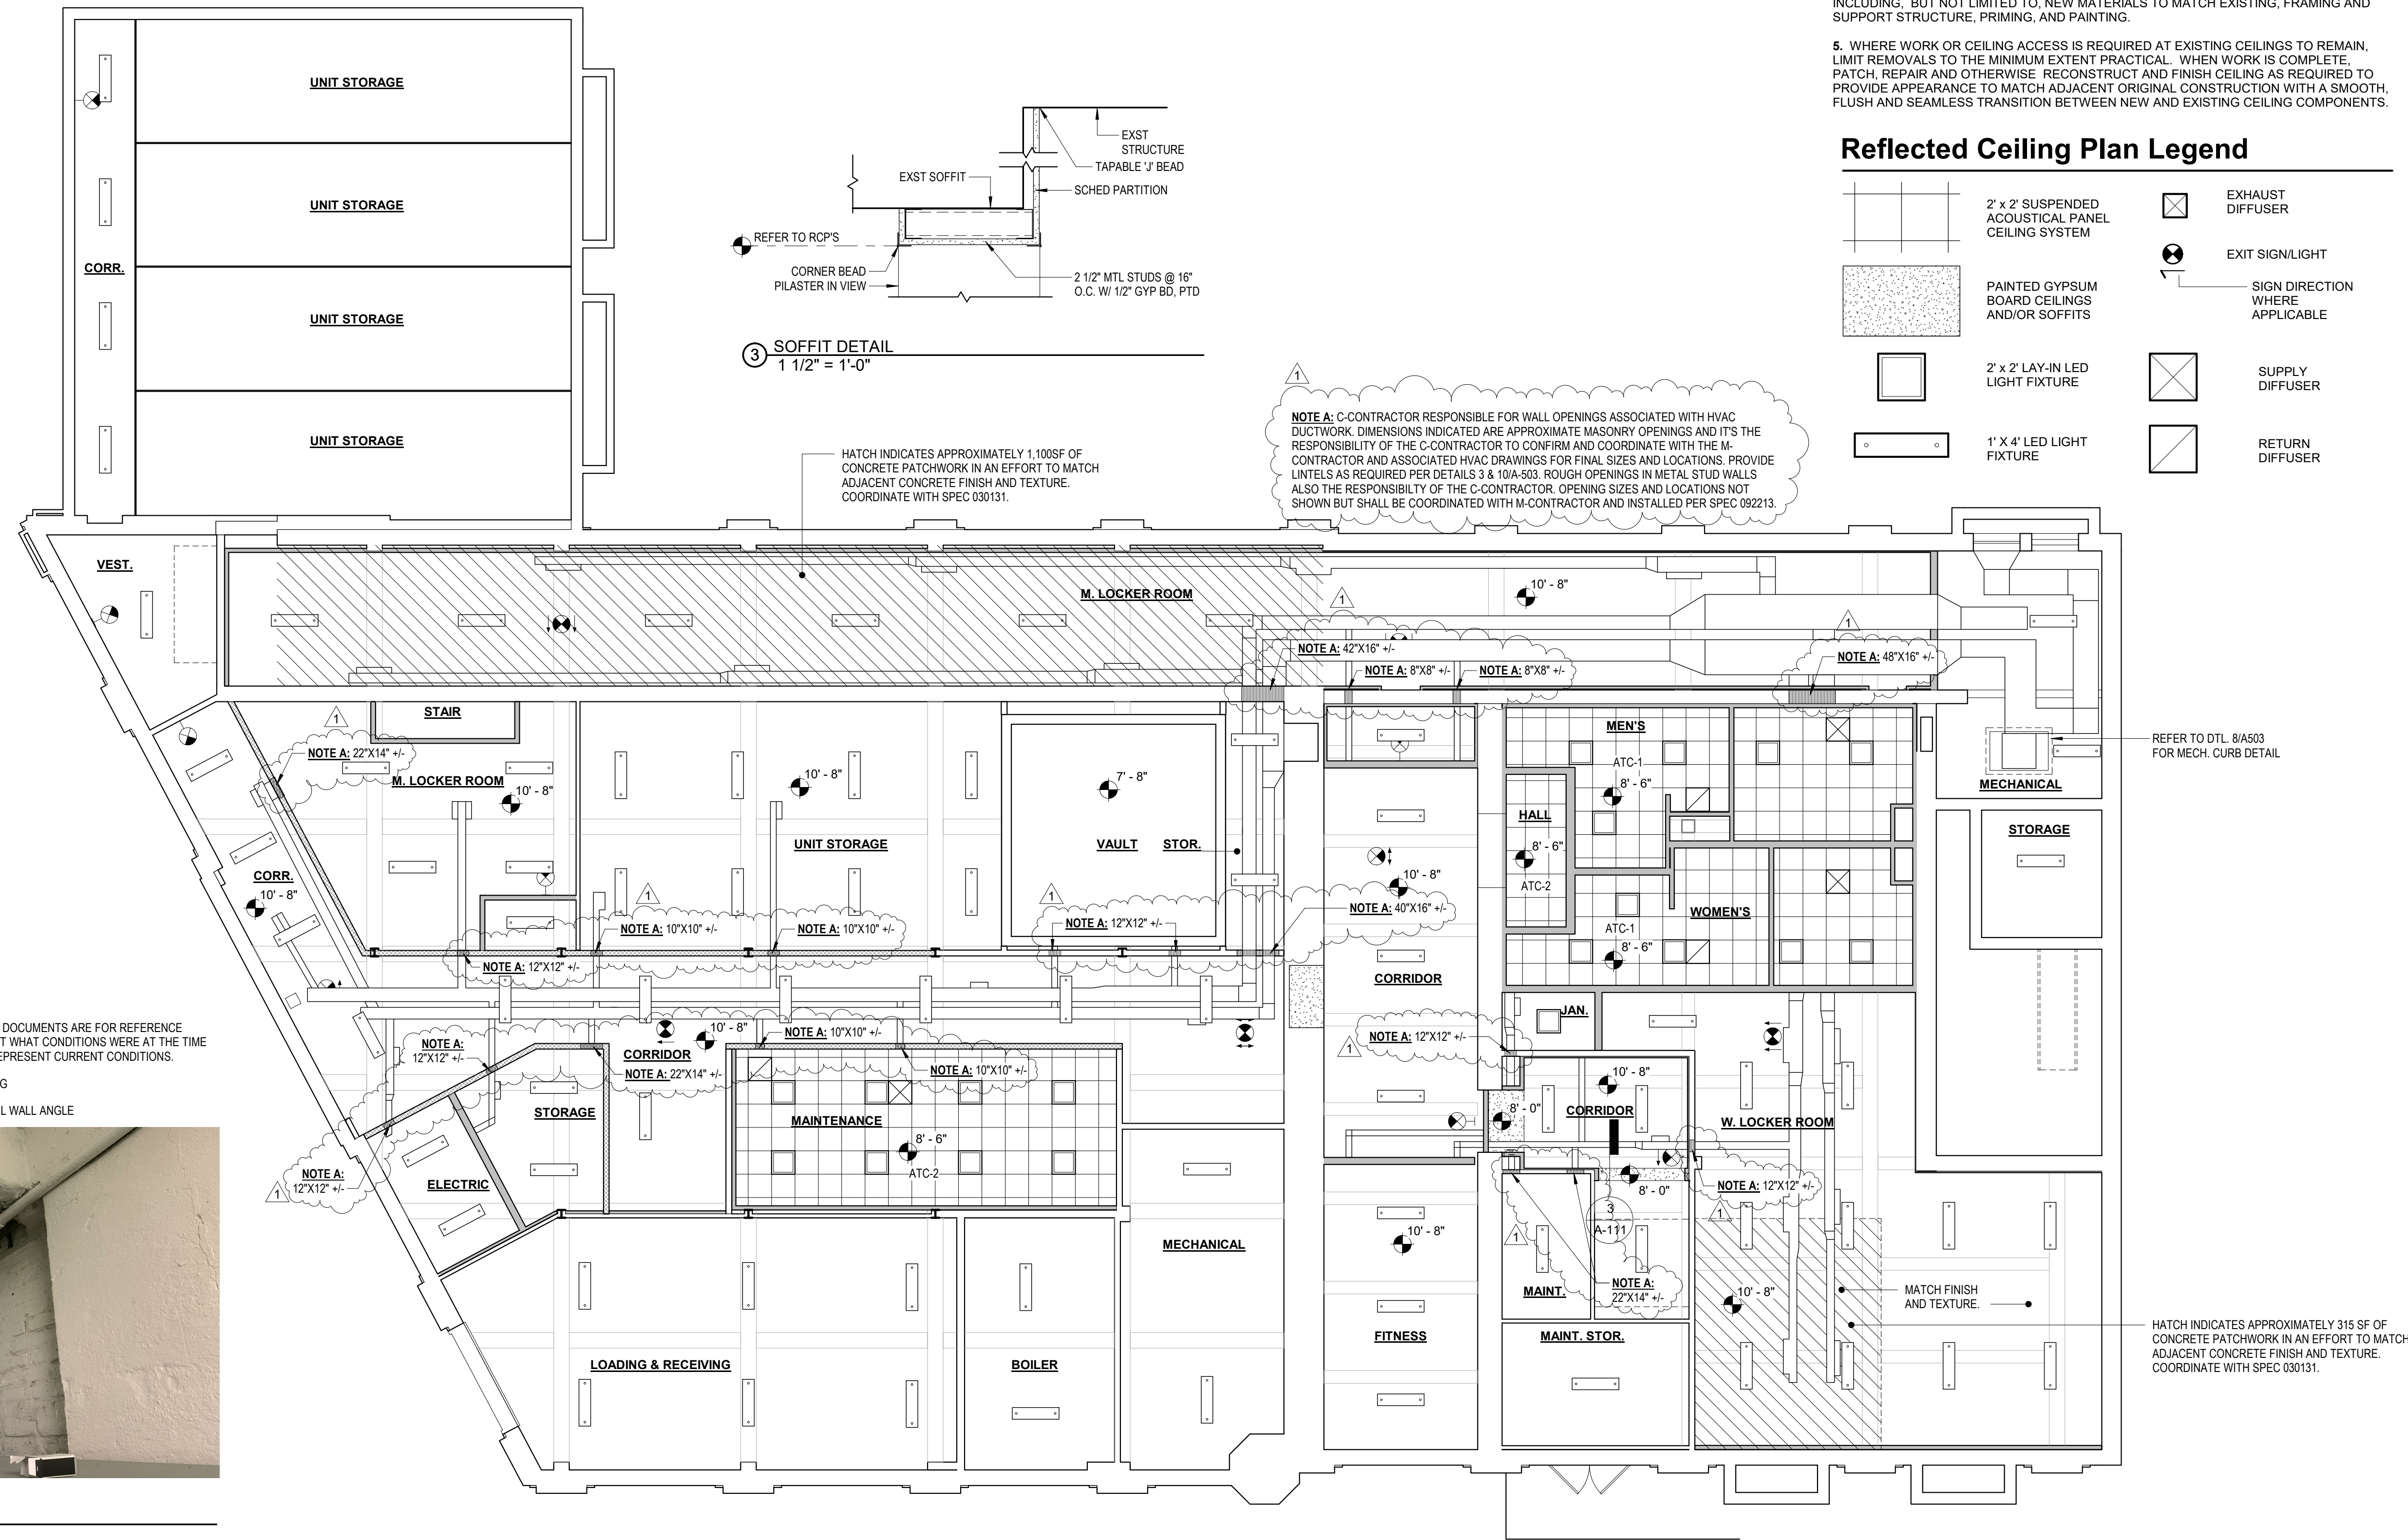 INCLUDING, BUT NOT LIMITED TO, NEW MATERIALS TO MATCH EXISTING, FRAMING AND
SUPPORT STRUCTURE, PRIMING, AND PAINTING.
5. WHERE WORK OR CEILING ACCESS IS REQUIRED AT EXISTING CEILINGS TO REMAIN,
LIMIT REMOVALS TO THE MINIMUM EXTENT PRACTICAL. WHEN WORK IS COMPLETE,
PATCH, REPAIR AND OTHERWISE RECONSTRUCT AND FINISH CEILING AS REQUIRED TO
PROVIDE APPEARANCE TO MATCH ADJACENT ORIGINAL CONSTRUCTION WITH A SMOOTH,
FLUSH AND SEAMLESS TRANSITION BETWEEN NEW AND EXISTING CEILING COMPONENTS.
Reflected Ceiling Plan Legend
2' x 2' SUSPENDED
ACOUSTICAL PANEL
CEILING SYSTEM
EXHAUST
DIFFUSER
EXIT SIGN/LIGHT
PAINTED GYPSUM
BOARD CEILINGS
AND/OR SOFFITS
SIGN DIRECTION
WHERE
APPLICABLE
2' x 2' LAY-IN LED
LIGHT FIXTURE
SUPPLY
DIFFUSER
1' X 4' LED LIGHT
FIXTURE
RETURN
DIFFUSER
UNIT STORAGE
UNIT STORAGE
CORR.
UNIT STORAGE
UNIT STORAGE
EXST
STRUCTURE
TAPABLE 'J' BEAD
EXST SOFFIT
SCHED PARTITION
REFER TO RCP'S
CORNER BEAD
PILASTER IN VIEW
2 1/2" MTL STUDS @ 16"
O.C. W/ 1/2" GYP BD, PTD
3
SOFFIT DETAIL
1 1/2" = 1'-0"
HATCH INDICATES APPROXIMATELY 1,100SF OF
CONCRETE PATCHWORK IN AN EFFORT TO MATCH
ADJACENT CONCRETE FINISH AND TEXTURE.
COORDINATE WITH SPEC 030131.
1
NOTE A: C-CONTRACTOR RESPONSIBLE FOR WALL OPENINGS ASSOCIATED WITH HVAC
DUCTWORK. DIMENSIONS INDICATED ARE APPROXIMATE MASONRY OPENINGS AND IT'S THE
RESPONSIBILITY OF THE C-CONTRACTOR TO CONFIRM AND COORDINATE WITH THE M-
CONTRACTOR AND ASSOCIATED HVAC DRAWINGS FOR FINAL SIZES AND LOCATIONS. PROVIDE
LINTELS AS REQUIRED PER DETAILS 3 & 10/A-503. ROUGH OPENINGS IN METAL STUD WALLS
ALSO THE RESPONSIBILTY OF THE C-CONTRACTOR. OPENING SIZES AND LOCATIONS NOT
SHOWN BUT SHALL BE COORDINATED WITH M-CONTRACTOR AND INSTALLED PER SPEC 092213.
VEST.
M. LOCKER ROOM
10' - 8"
1
1
NOTE A: 42"X16" +/-
NOTE A: 48"X16" +/-
NOTE A: 8"X8" +/-
NOTE A: 8"X8" +/-
STAIR
1
NOTE A: 22"X14" +/-
M. LOCKER ROOM
10' - 8"
10' - 8"
UNIT STORAGE
7' - 8"
VAULT
STOR.
MEN'S
ATC-1
8' - 6"
HALL
8' - 6"
ATC-2
REFER TO DTL. 8/A503
FOR MECH. CURB DETAIL
MECHANICAL
STORAGE
CORR.
10' - 8"
10' - 8"
1
1
NOTE A: 10"X10" +/-
NOTE A: 10"X10" +/-
NOTE A: 12"X12" +/-
NOTE A: 40"X16" +/-
WOMEN'S
ATC-1
8' - 6"
NOTE A: 12"X12" +/-
CORRIDOR
DOCUMENTS ARE FOR REFERENCE
T WHAT CONDITIONS WERE AT THE TIME
EPRESENT CURRENT CONDITIONS.
G
L WALL ANGLE
NOTE A:
12"X12" +/-
10' - 8"
CORRIDOR
NOTE A: 10"X10" +/-
NOTE A: 22"X14" +/-
NOTE A: 10"X10" +/-
JAN.
1
NOTE A: 12"X12" +/-
STORAGE
MAINTENANCE
8' - 6"
ATC-2
10' - 8"
8' - 0"
CORRIDOR
W. LOCKER ROOM
NOTE A:
12"X12" +/-
1
ELECTRIC
NOTE A: 12"X12" +/-
8' - 0"
3
A-111
1
1
MECHANICAL
10' - 8"
MAINT.
NOTE A:
22"X14" +/-
10' - 8"
MATCH FINISH
AND TEXTURE.
HATCH INDICATES APPROXIMATELY 315 SF OF
CONCRETE PATCHWORK IN AN EFFORT TO MATCH
ADJACENT CONCRETE FINISH AND TEXTURE.
COORDINATE WITH SPEC 030131.
LOADING & RECEIVING
BOILER
FITNESS
MAINT. STOR.